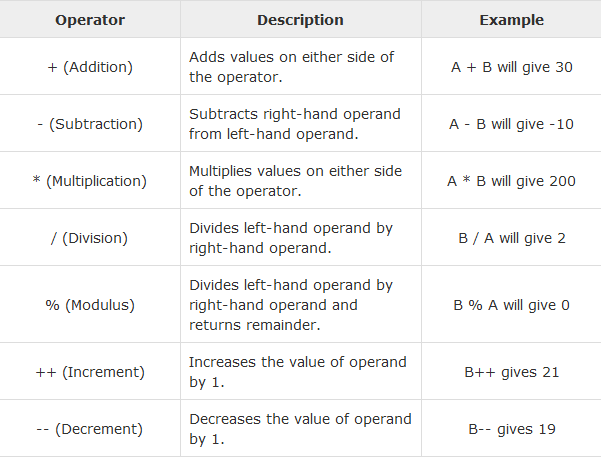 Operator Description Example
+ (Addition) Adds values on either side of
the operator. A + B will give 30
- (Subtraction) Subtracts right-hand operand
from left-hand operand. A - B will give -10
* (Multiplication) Multiplies values on either side
of the operator. A * B will give 200
/ (Division) Divides left-hand operand by
right-hand operand. B / A will give 2
% (Modulus) Divides left-hand operand by
right-hand operand and
returns remainder. B % A will give 0
++ (Increment) Increases the value of operand
by 1. B++ gives 21
-- (Decrement) Decreases the value of operand
by 1. B-- gives 19